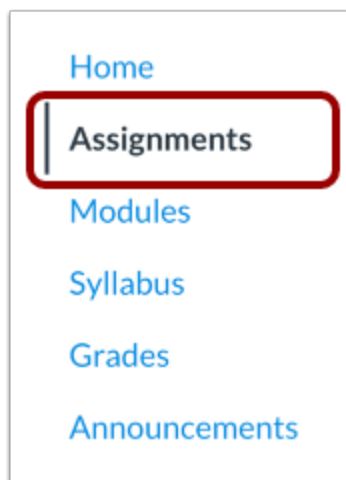 Home
Assignments
Modules
Syllabus
Grades
Announcements